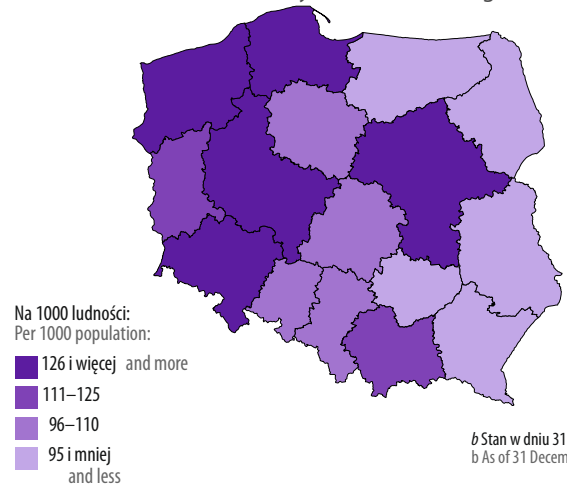 Na 1000 ludności:
Per 1000 population:
126 i więcej and more
111–125
96–110
95 i mniej
and less
b Stan w dniu 31
b As of 31 Decem